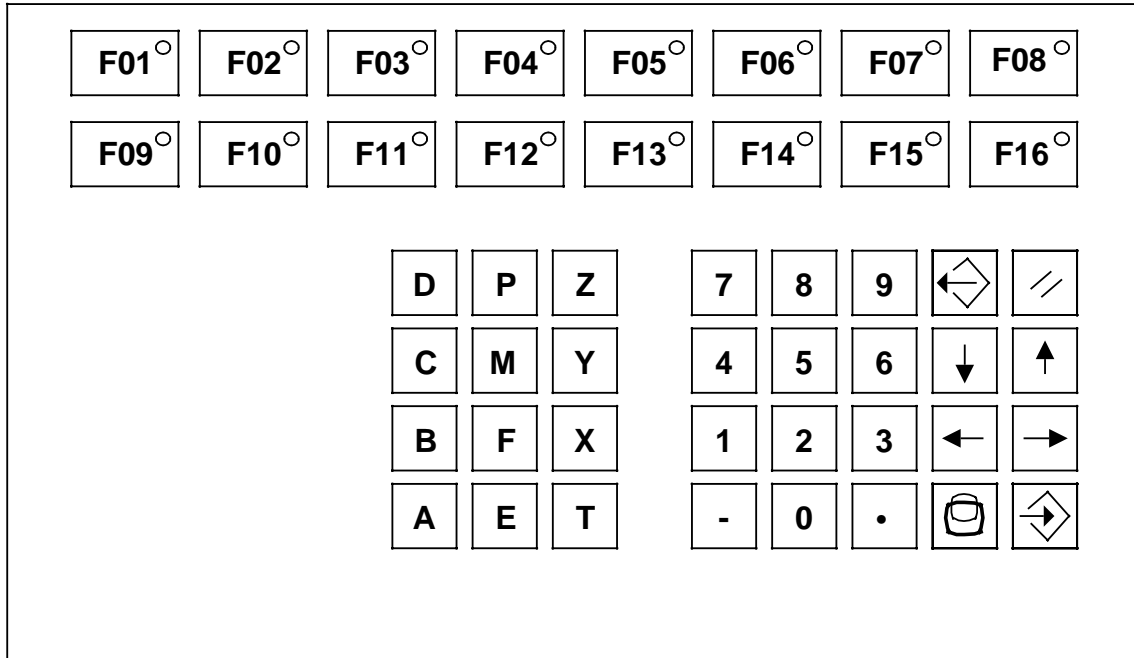 F01 F02 F03 F04 F05 F06 F07 F08
F09 F10 F11 F12 F13 F14 F15 F16
D P Z 7 8 9
C M Y 4 5 6
B F X 1 2 3
A E T - 0 •